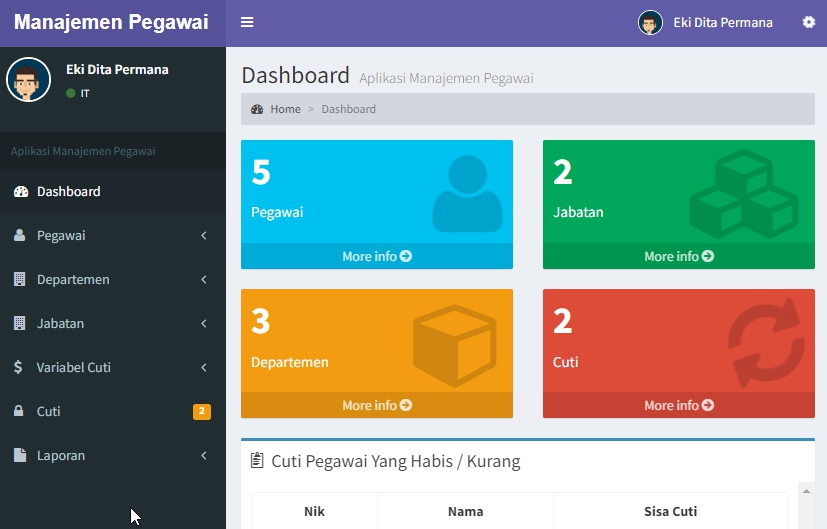 Manajemen Pegawai
Eki Dita Permana
Eki Dita Permana
IT
Aplikasi Manajemen Pegawai
Dashboard
Pegawai
Departemen
Jabatan
Variabel Cuti
Cuti 2
Laporan
Dashboard Aplikasi Manajemen Pegawai
Home > Dashboard
5
Pegawai
More info
2
Jabatan
More info
3
Departemen
More info
2
Cuti
More info
Cuti Pegawai Yang Habis / Kurang
Nik Nama Sisa Cuti